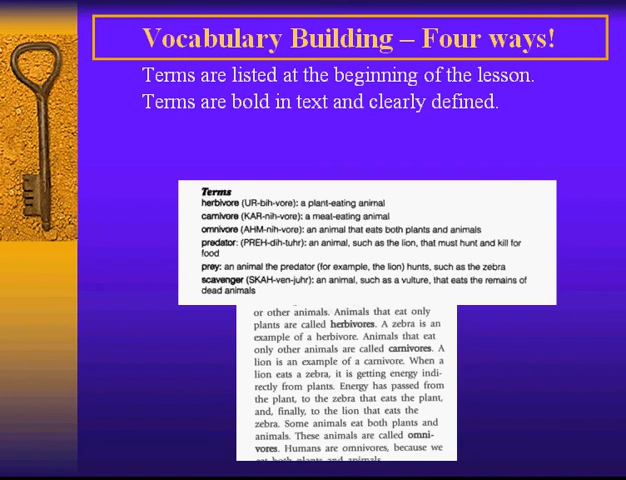 Vocabulary Building – Four ways!
Terms are listed at the beginning of the lesson.
Terms are bold in text and clearly defined.
Terms
herbivore (UR-bih-vore): a plant-eating animal
carnivore (KAR-nih-vore): a meat-eating animal
omnivore (AHM-nih-vore): an animal that eats both plants and animals
predator: (PREH-dih-tuhr): an animal, such as the lion, that must hunt and kill for
food
prey: an animal the predator (for example, the lion) hunts, such as the zebra
scavenger (SKAH-ven-juhr): an animal, such as a vulture, that eats the remains of
dead animals
or other animals. Animals that eat only
plants are called herbivores. A zebra is an
example of a herbivore. Animals that eat
only other animals are called carnivores. A
lion is an example of a carnivore. When a
lion eats a zebra, it is getting energy indi-
rectly from plants. Energy has passed from
the plant, to the zebra that eats the plant,
and, finally, to the lion that eats the
zebra. Some animals eat both plants and
animals. These animals are called omni-
vores. Humans are omnivores, because we
eat both plants and animals.